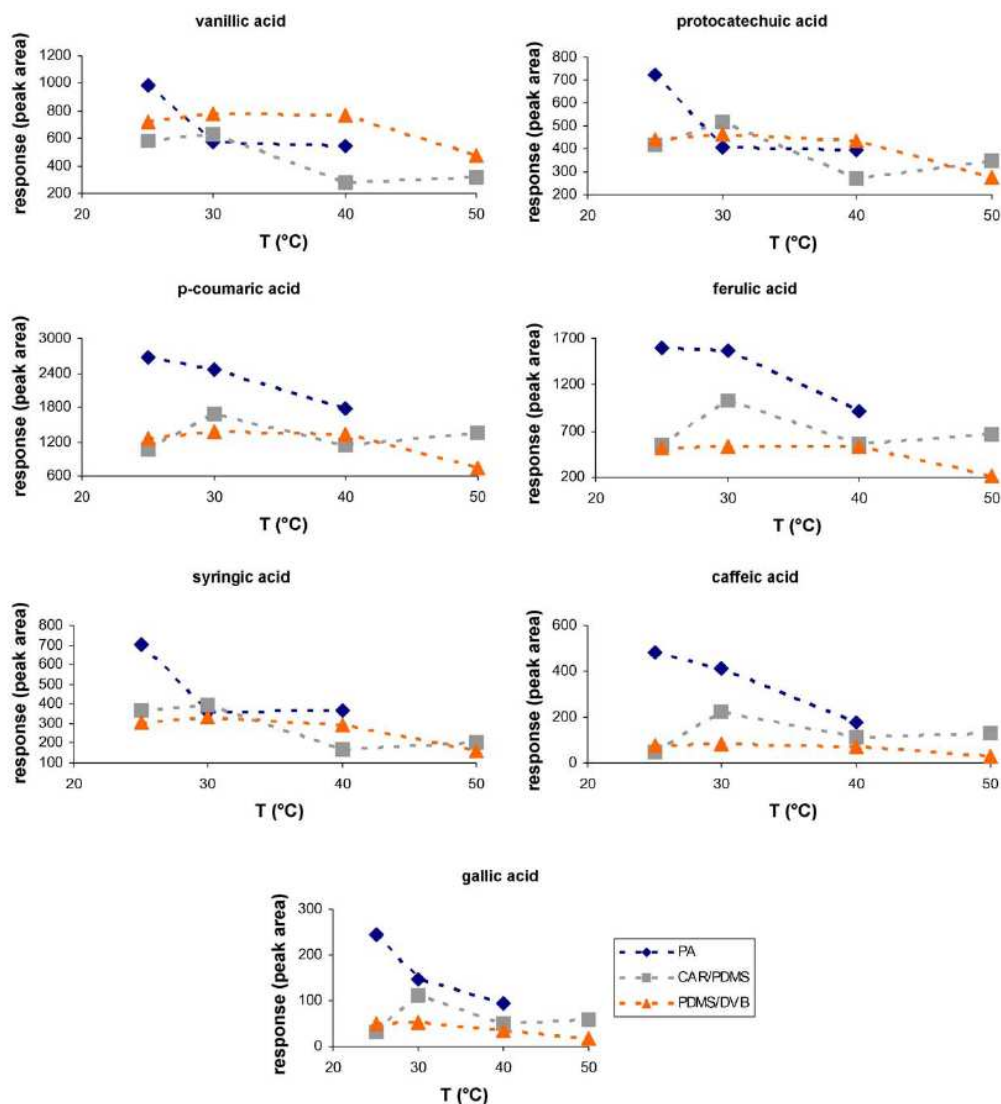 vanillic acid
response (peak area)
1200
1000
800
600
400
200
20
30
40
50
T (°C)
protocatechuic acid
response (peak area)
800
700
600
500
400
300
200
20
30
40
50
T (°C)
p-coumaric acid
response (peak area)
3000
2400
1800
1200
600
20
30
40
50
T (°C)
ferulic acid
response (peak area)
1700
1200
700
200
20
30
40
50
T (°C)
syringic acid
response (peak area)
800
700
600
500
400
300
200
100
20
30
40
50
T (°C)
caffeic acid
response (peak area)
600
400
200
0
20
30
40
50
T (°C)
gallic acid
response (peak area)
300
200
100
0
20
30
40
50
T (°C)
PA
CAR/PDMS
PDMS/DVB